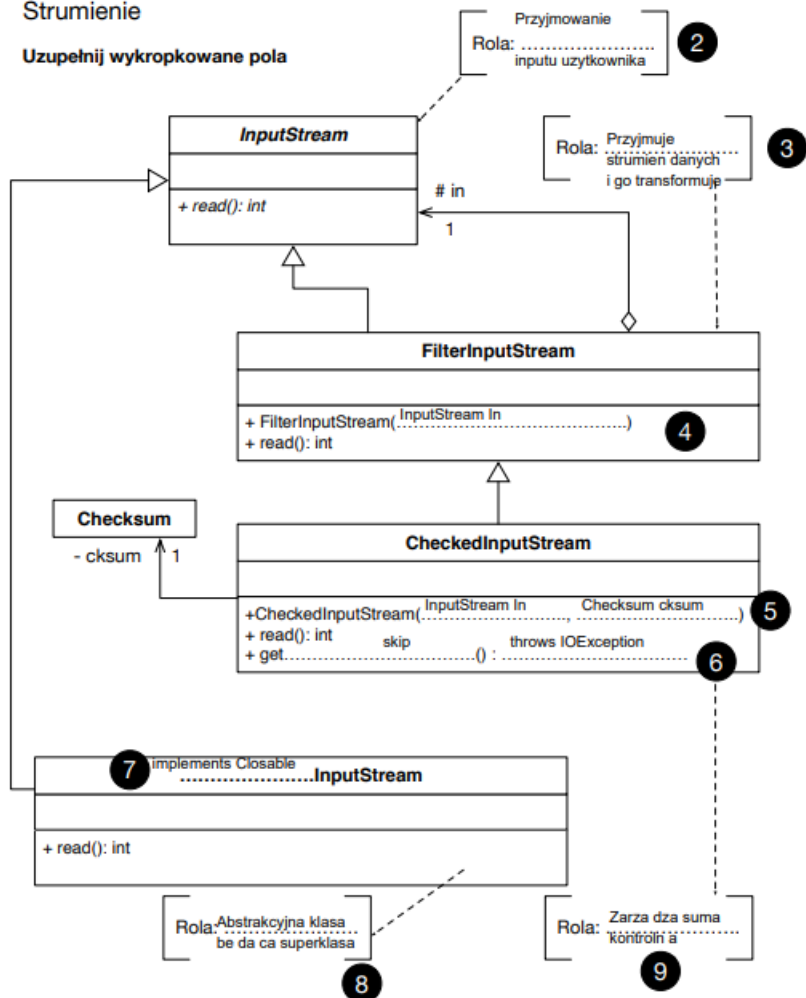 Strumienie
Uzupełnij wykropkowane pola
Przyjmowanie
Rola: ........................
inputu uzytkownika
2
InputStream
+ read(): int
# in
1
Rola: Przyjmuje
strumien danych
i go transformuje
3
FilterInputStream
+ FilterInputStream(InputStream In)
+ read(): int
4
Checksum
- cksum 1
CheckedInputStream
+CheckedInputStream(InputStream In, Checksum cksum)
5
+ read(): int
+ get skip () : throws IOException
6
7
implements Closable
........................InputStream
+ read(): int
Rola: Abstrakcyjna klasa
be da ca superklasa
8
Rola: Zarza dza suma
kontroln a
9